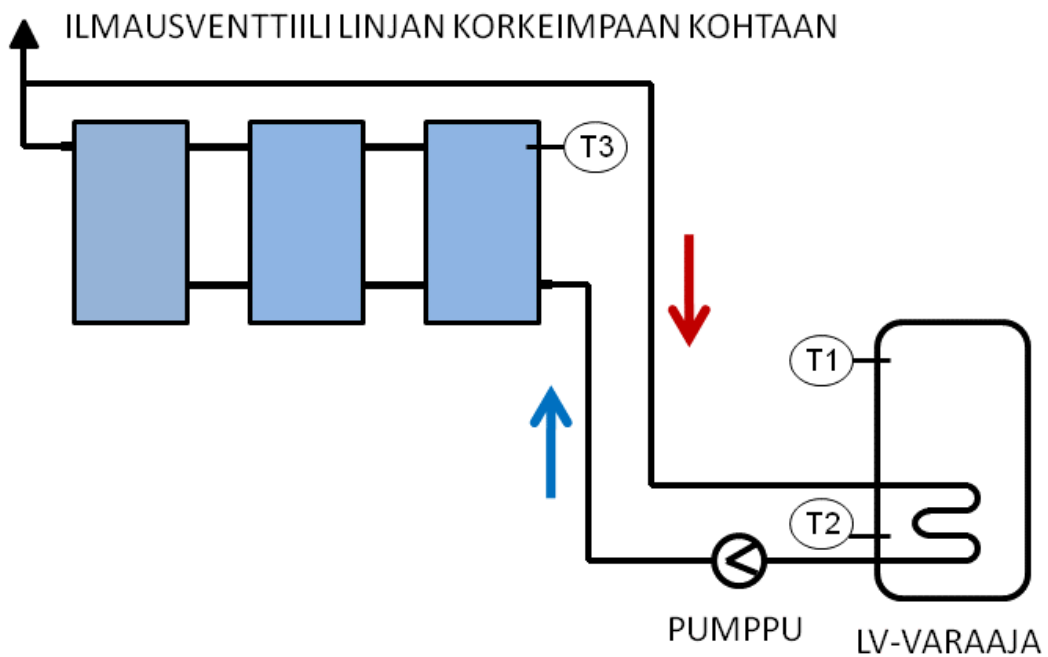 ILMAUSVENTTIILI LINJAN KORKEIMPAAN KOHTAAN
T3
T1
T2
PUMPPU
LV-VARAAJA